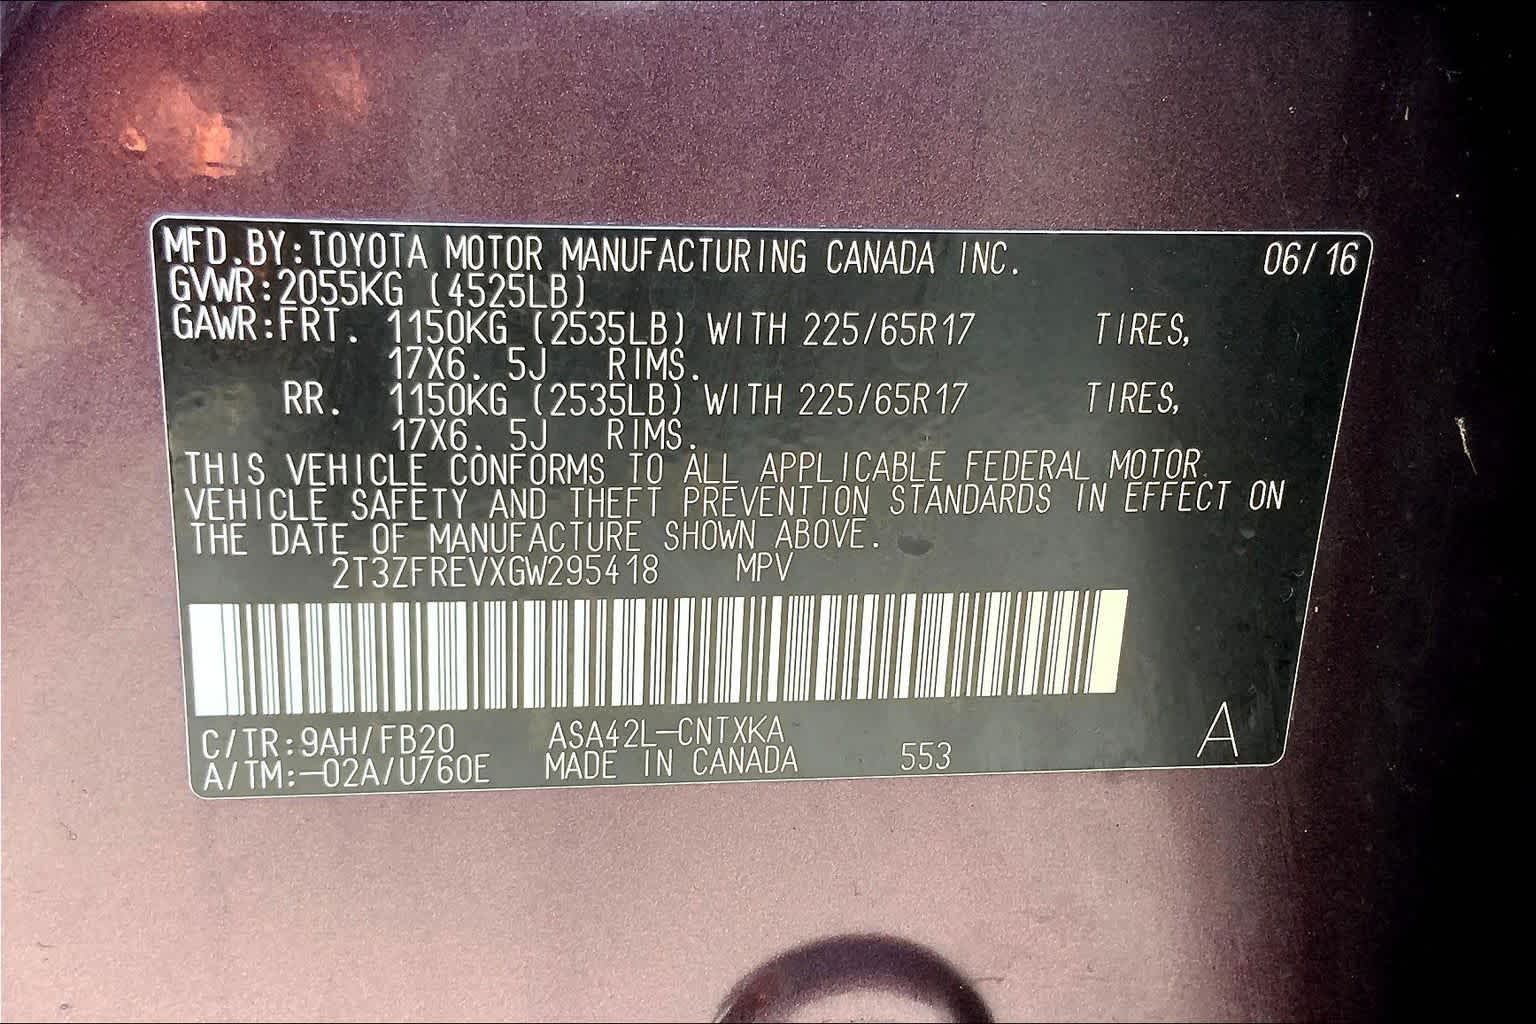 MFD.BY:TOYOTA MOTOR MANUFACTURING CANADA INC. 06/16
GVWR:2055KG (4525LB)
GAWR:FRT. 1150KG (2535LB) WITH 225/65R17 TIRES,
17X6.5J RIMS.
RR. 1150KG (2535LB) WITH 225/65R17 TIRES,
17X6.5J RIMS.
THIS VEHICLE CONFORMS TO ALL APPLICABLE FEDERAL MOTOR
VEHICLE SAFETY AND THEFT PREVENTION STANDARDS IN EFFECT ON
THE DATE OF MANUFACTURE SHOWN ABOVE.
2T3ZFREVXGW295418 MPV
C/TR:9AH/FB20 ASA42L-CNTXKA
A/TM:-02A/U760E MADE IN CANADA 553 A